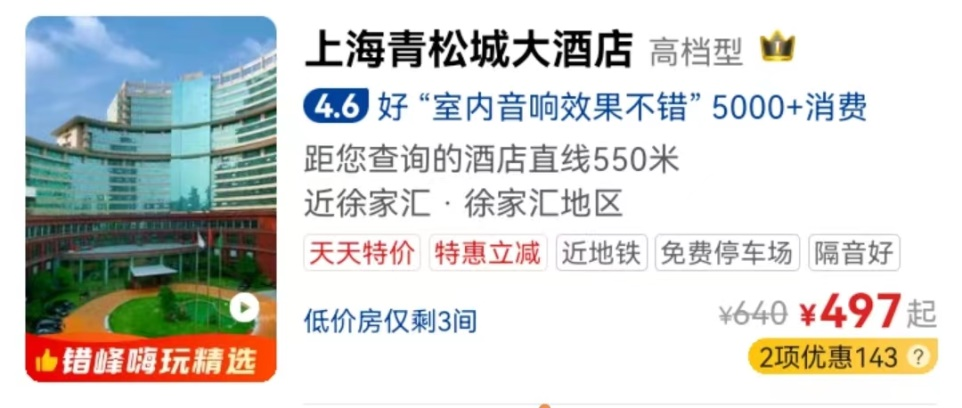 上海青松城大酒店 高档型
4.6 好 “室内音响效果不错” 5000+消费
距您查询的酒店直线550米
近徐家汇 · 徐家汇地区
天天特价 特惠立减 近地铁 免费停车场 隔音好
低价房仅剩3间 ¥640 ¥497起
2项优惠143 ?
错峰嗨玩精选